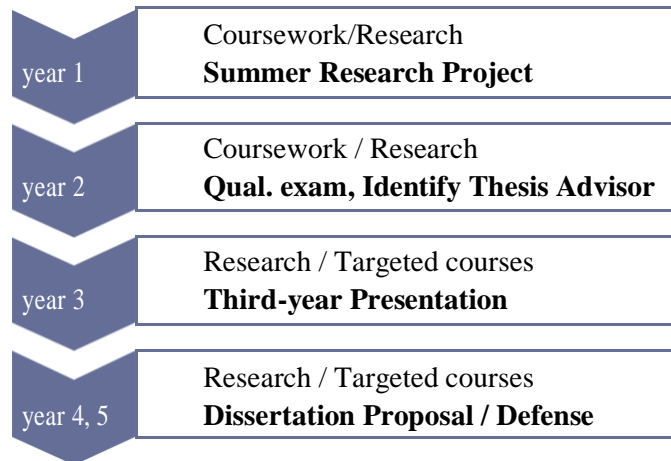 Coursework/Research
year 1
Summer Research Project
Coursework / Research
year 2
Qual. exam, Identify Thesis Advisor
Research / Targeted courses
year 3
Third-year Presentation
Research / Targeted courses
year 4, 5
Dissertation Proposal / Defense